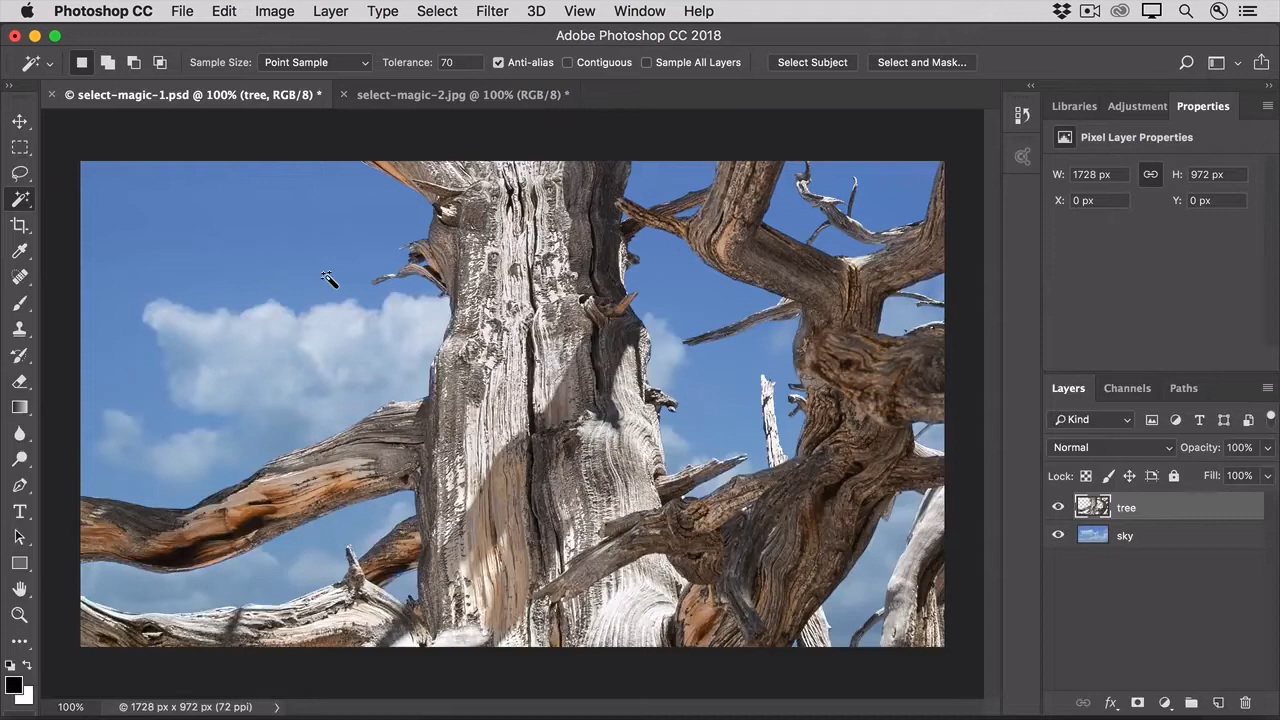 Photoshop CC File Edit Image Layer Type Select Filter 3D View Window Help
Adobe Photoshop CC 2018
Sample Size: Point Sample Tolerance: 70 Anti-alias Contiguous Sample All Layers Select Subject Select and Mask...
© select-magic-1.psd @ 100% (tree, RGB/8) * select-magic-2.jpg @ 100% (RGB/8) *
Libraries Adjustment Properties
Pixel Layer Properties
W: 1728 px H: 972 px
X: 0 px Y: 0 px
Layers Channels Paths
Kind
Normal Opacity: 100%
Lock: Fill: 100%
tree
sky
fx
100% © 1728 px x 972 px (72 ppi)